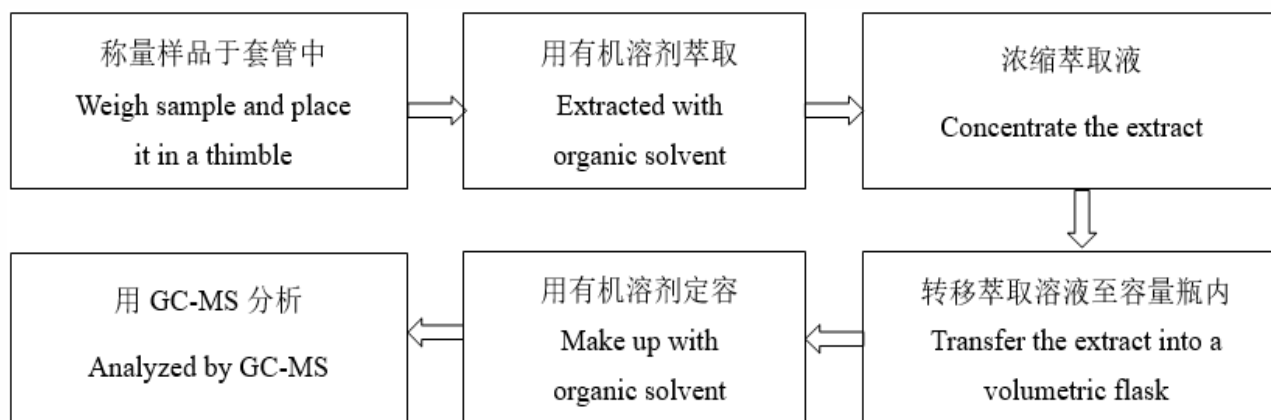 称量样品于套管中
Weigh sample and place
it in a thimble
用有机溶剂萃取
Extracted with
organic solvent
浓缩萃取液
Concentrate the extract
转移萃取溶液至容量瓶内
Transfer the extract into a
volumetric flask
用有机溶剂定容
Make up with
organic solvent
用 GC-MS 分析
Analyzed by GC-MS